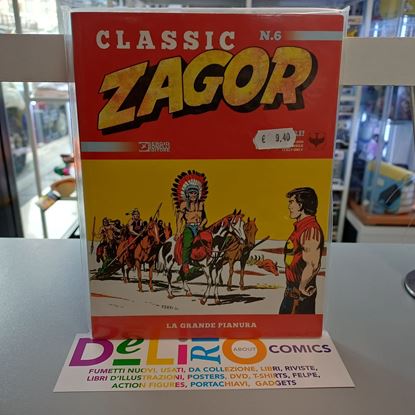 CLASSIC N.6
ZAGOR
SERGIO
BONELLI
EDITORE
€ 9,40
LA GRANDE PIANURA
DeLiRiO
ABOUT
COMICS
FUMETTI NUOVI, USATI, DA COLLEZIONE, LIBRI, RIVISTE,
LIBRI D'ILLUSTRAZIONI, POSTERS, DVD, T-SHIRTS, FELPE,
ACTION FIGURES, PORTACHIAVI, GADGETS